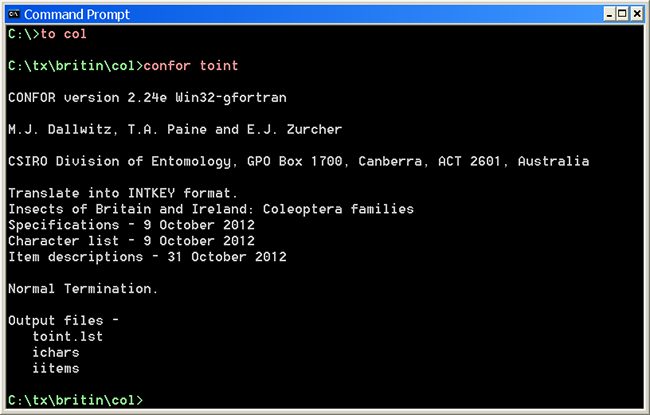 Command Prompt
C:\>to col
C:\tx\britin\col>confor toint
CONFOR version 2.24e Win32-gfortran
M.J. Dallwitz, T.A. Paine and E.J. Zurcher
CSIRO Division of Entomology, GPO Box 1700, Canberra, ACT 2601, Australia
Translate into INTKEY format.
Insects of Britain and Ireland: Coleoptera families
Specifications - 9 October 2012
Character list - 9 October 2012
Item descriptions - 31 October 2012
Normal Termination.
Output files -
toint.lst
ichars
iitems
C:\tx\britin\col>